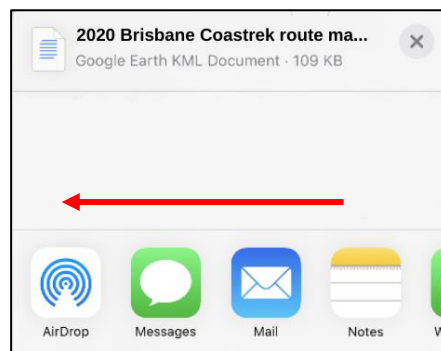 2020 Brisbane Coastrek route ma...
Google Earth KML Document · 109 KB
AirDrop Messages Mail Notes W